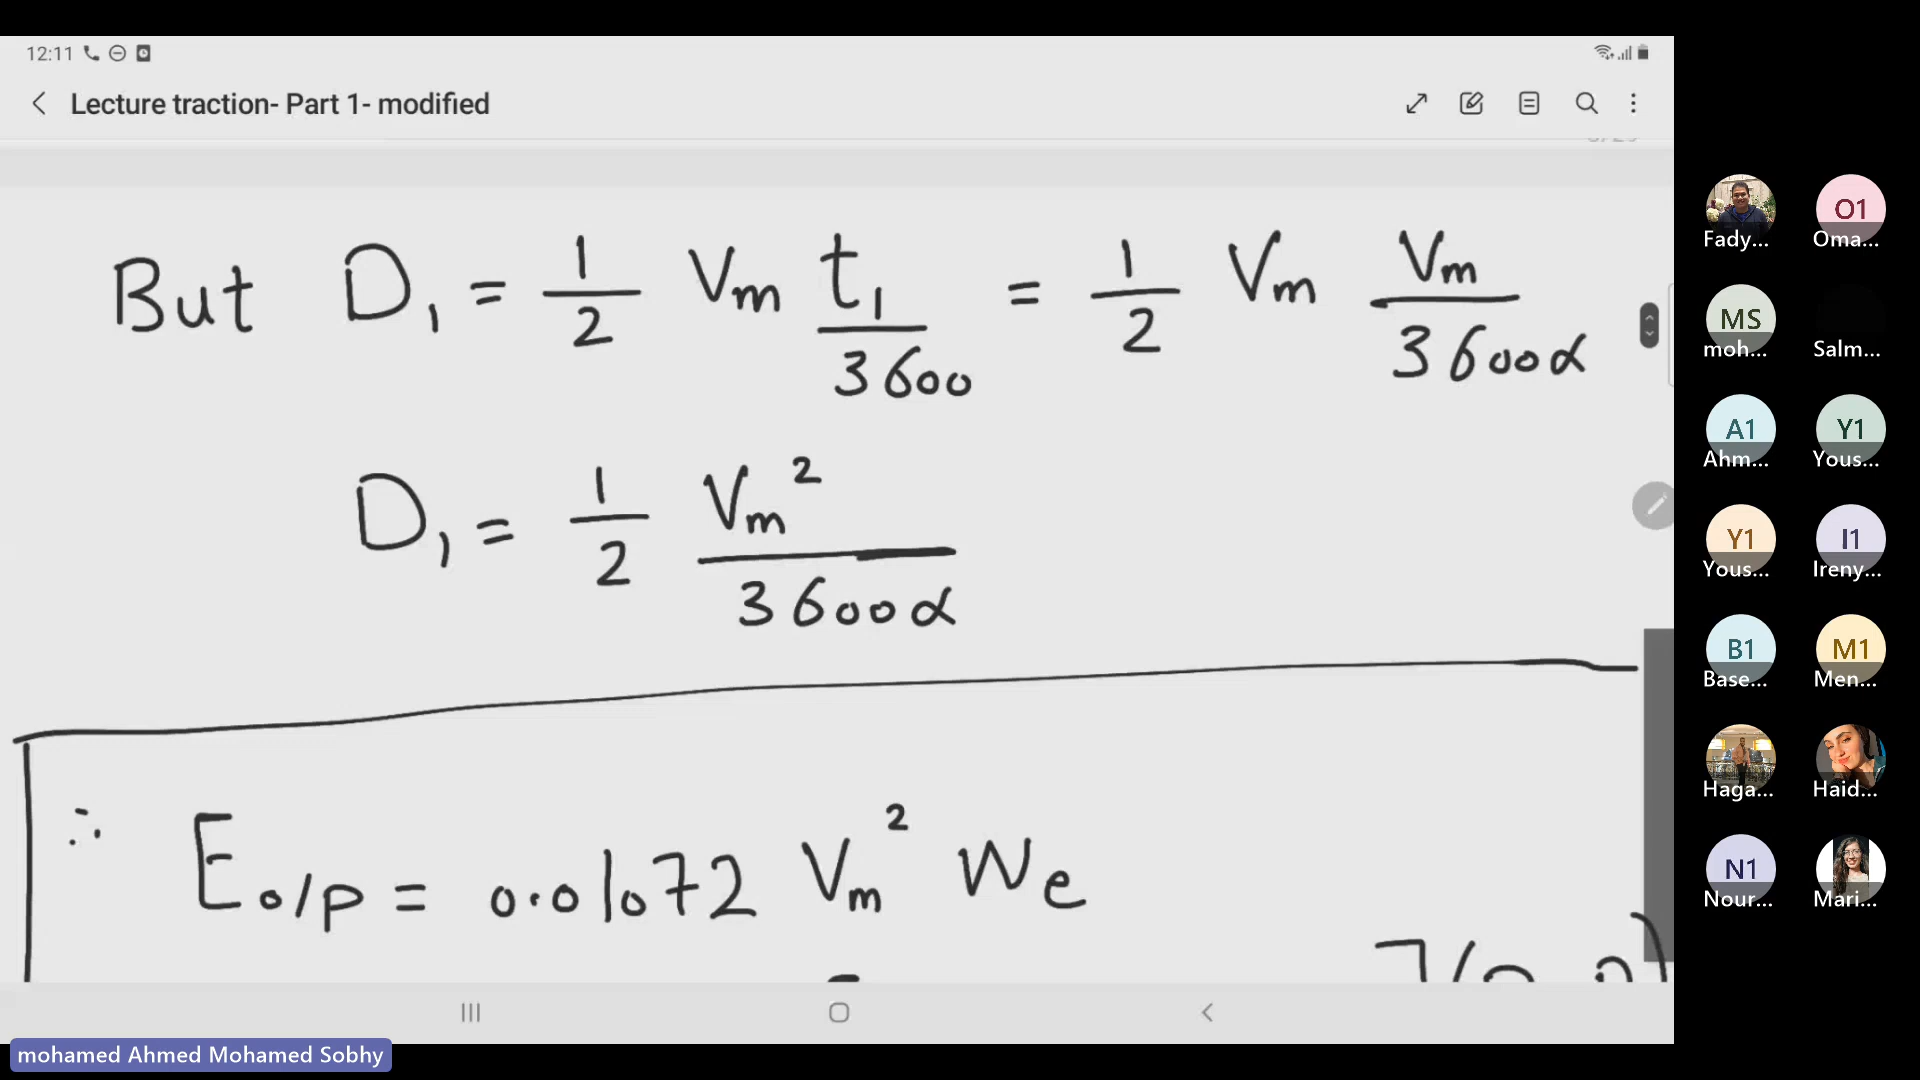 12:11
Lecture traction- Part 1- modified
But D₁ = 1/2 Vm t₁/3600 = 1/2 Vm Vm/3600α
D₁ = 1/2 Vm²/3600α
∴ Eo/p = 0.01072 Vm² We
Fady...
O1
Oma...
MS
moh...
Salm...
A1
Ahm...
Y1
Yous...
Y1
Yous...
I1
Ireny...
B1
Base...
M1
Men...
Haga...
Haid...
N1
Nour...
Mari...
mohamed Ahmed Mohamed Sobhy